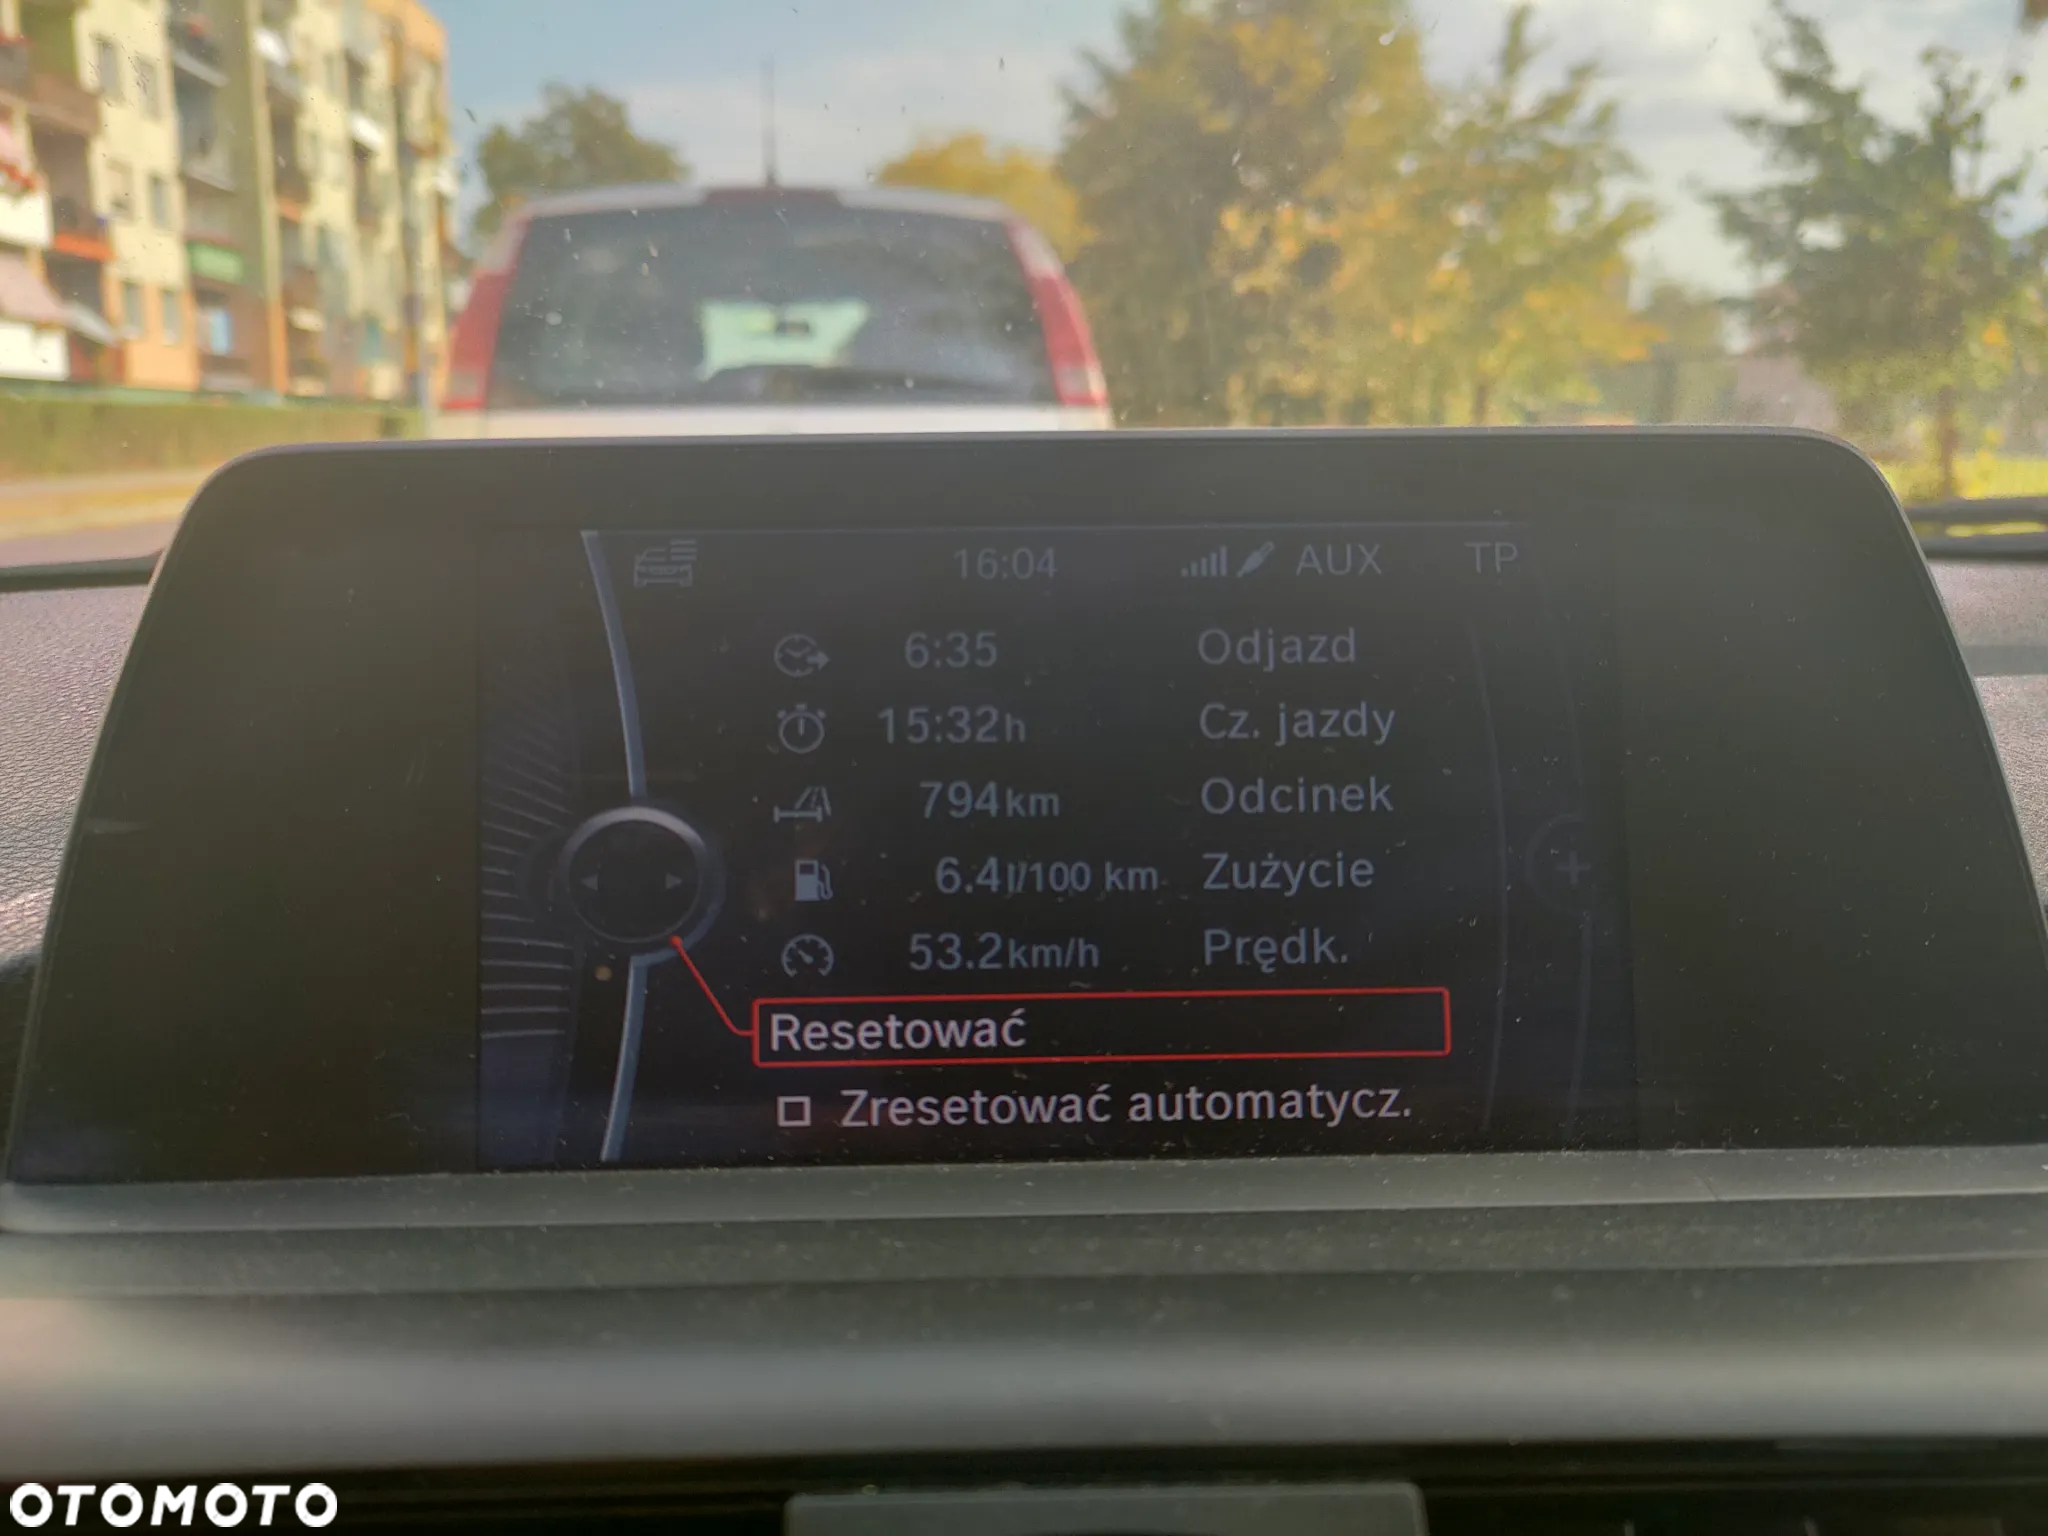 16:04 AUX TP
6:35 Odjazd
15:32h Cz. jazdy
794km Odcinek
6.4l/100 km Zużycie
53.2km/h Prędk.
Resetować
Zresetować automatycz.
OTOMOTO